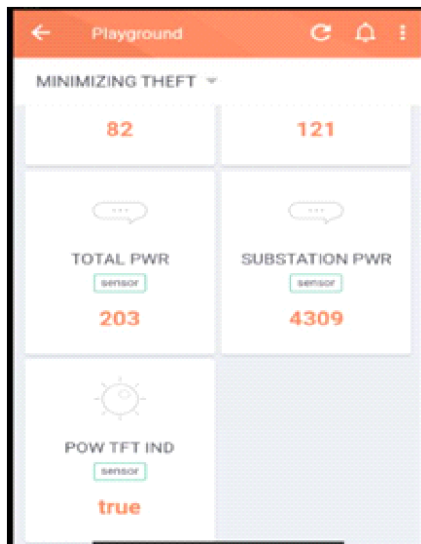 Playground
MINIMIZING THEFT
82 121
TOTAL PWR SUBSTATION PWR
sensor sensor
203 4309
POW TFT IND
sensor
true